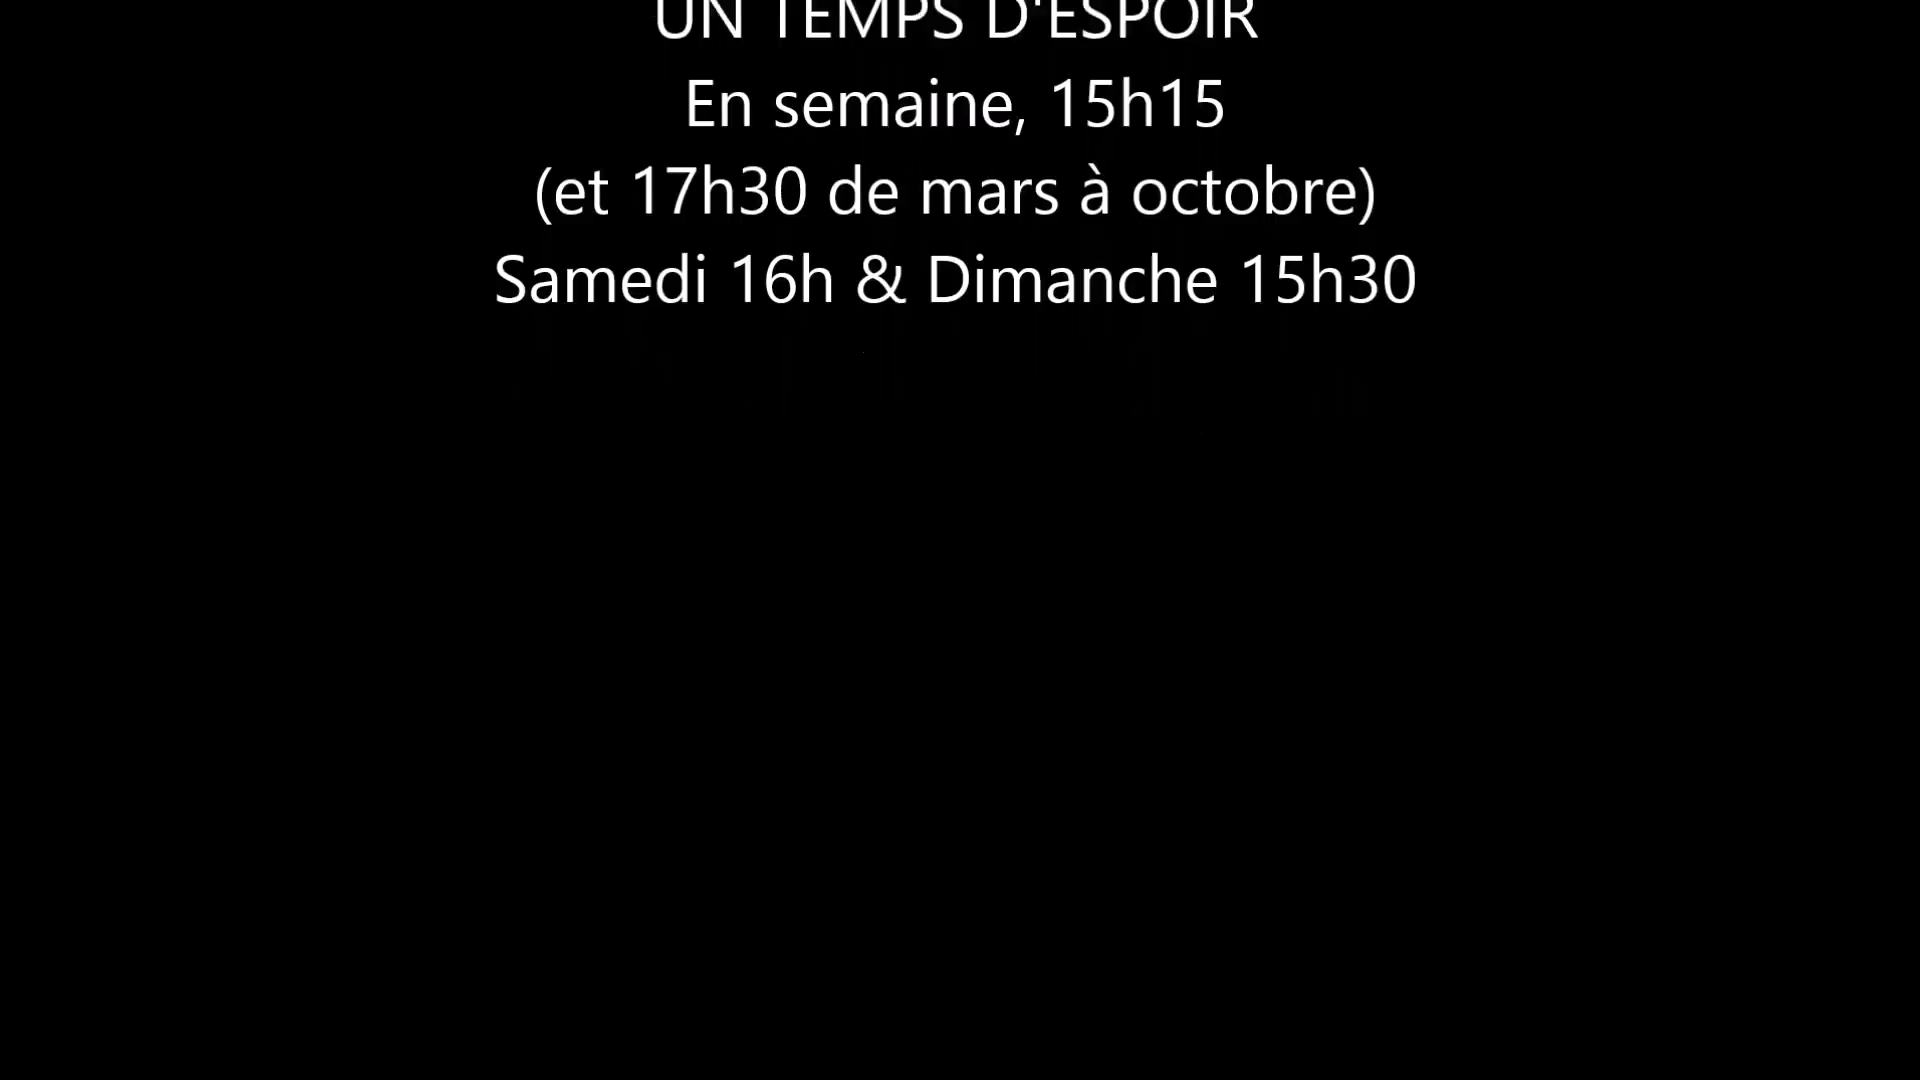 UN TEMPS D'ESPOIR
En semaine, 15h15
(et 17h30 de mars à octobre)
Samedi 16h & Dimanche 15h30